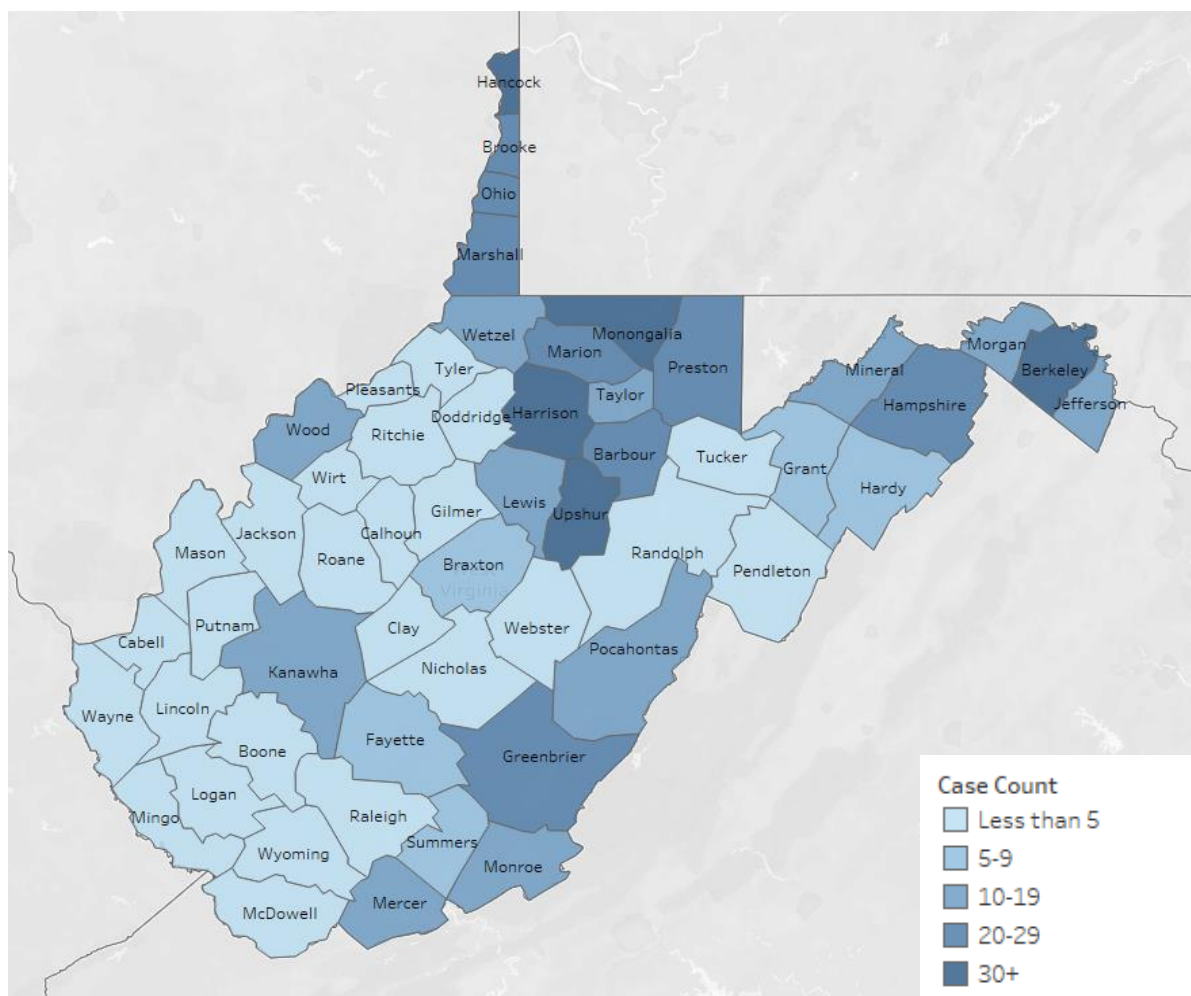 Hancock
Brooke
Ohio
Marshall
Wetzel
Monongalia
Marion
Preston
Morgan
Berkeley
Mineral
Tyler
Pleasants
Taylor
Hampshire
Jefferson
Doddridge
Harrison
Wood
Ritchie
Barbour
Tucker
Grant
Wirt
Hardy
Lewis
Gilmer
Upshur
Jackson
Calhoun
Mason
Roane
Braxton
Randolph
Pendleton
Virginia
Putnam
Clay
Webster
Cabell
Pocahontas
Kanawha
Nicholas
Wayne
Lincoln
Fayette
Boone
Greenbrier
Logan
Mingo
Raleigh
Summers
Wyoming
Monroe
Mercer
McDowell
Case Count
Less than 5
5-9
10-19
20-29
30+